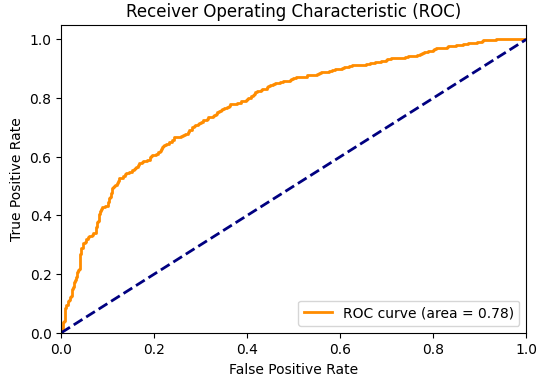 Receiver Operating Characteristic (ROC)
1.0
0.8
0.6
0.4
0.2
0.0
True Positive Rate
ROC curve (area = 0.78)
0.0 0.2 0.4 0.6 0.8 1.0
False Positive Rate